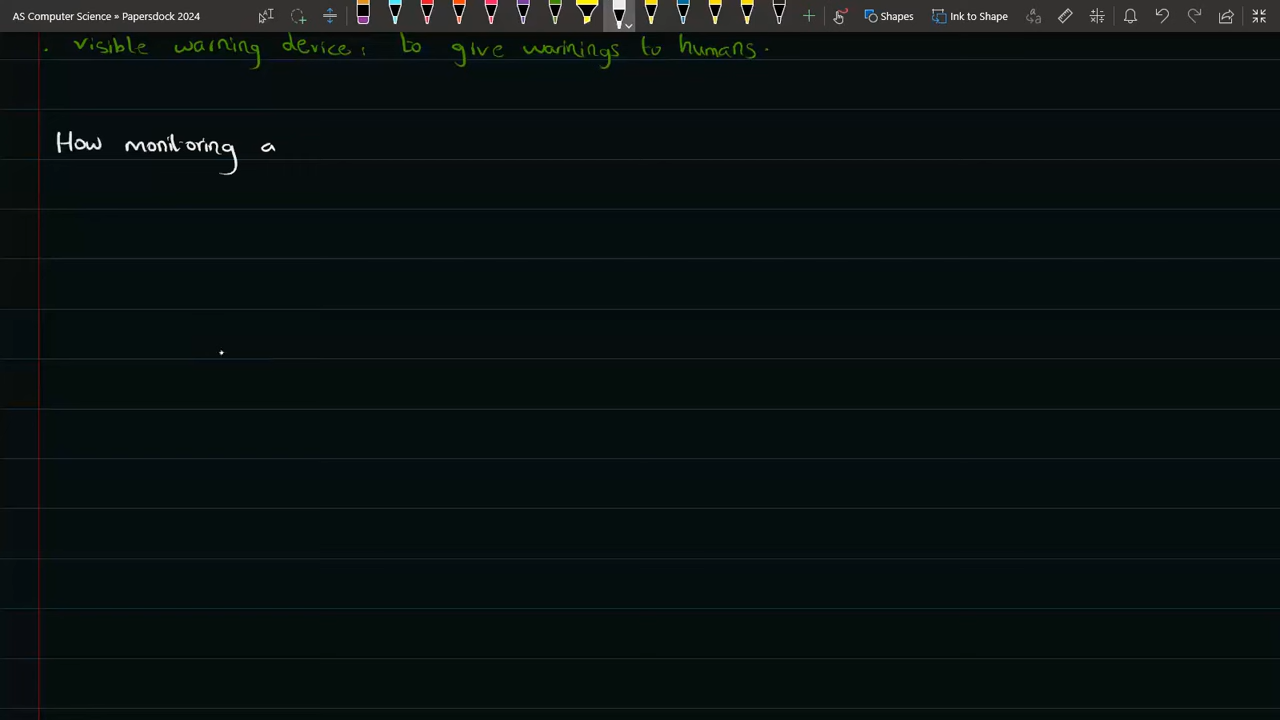 AS Computer Science » Papersdock 2024
Shapes
Ink to Shape
. visible warning device: to give warnings to humans.
How monitoring a